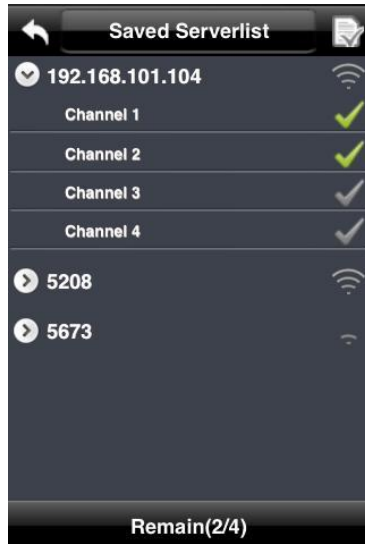 Saved Serverlist
192.168.101.104
Channel 1
Channel 2
Channel 3
Channel 4
5208
5673
Remain(2/4)